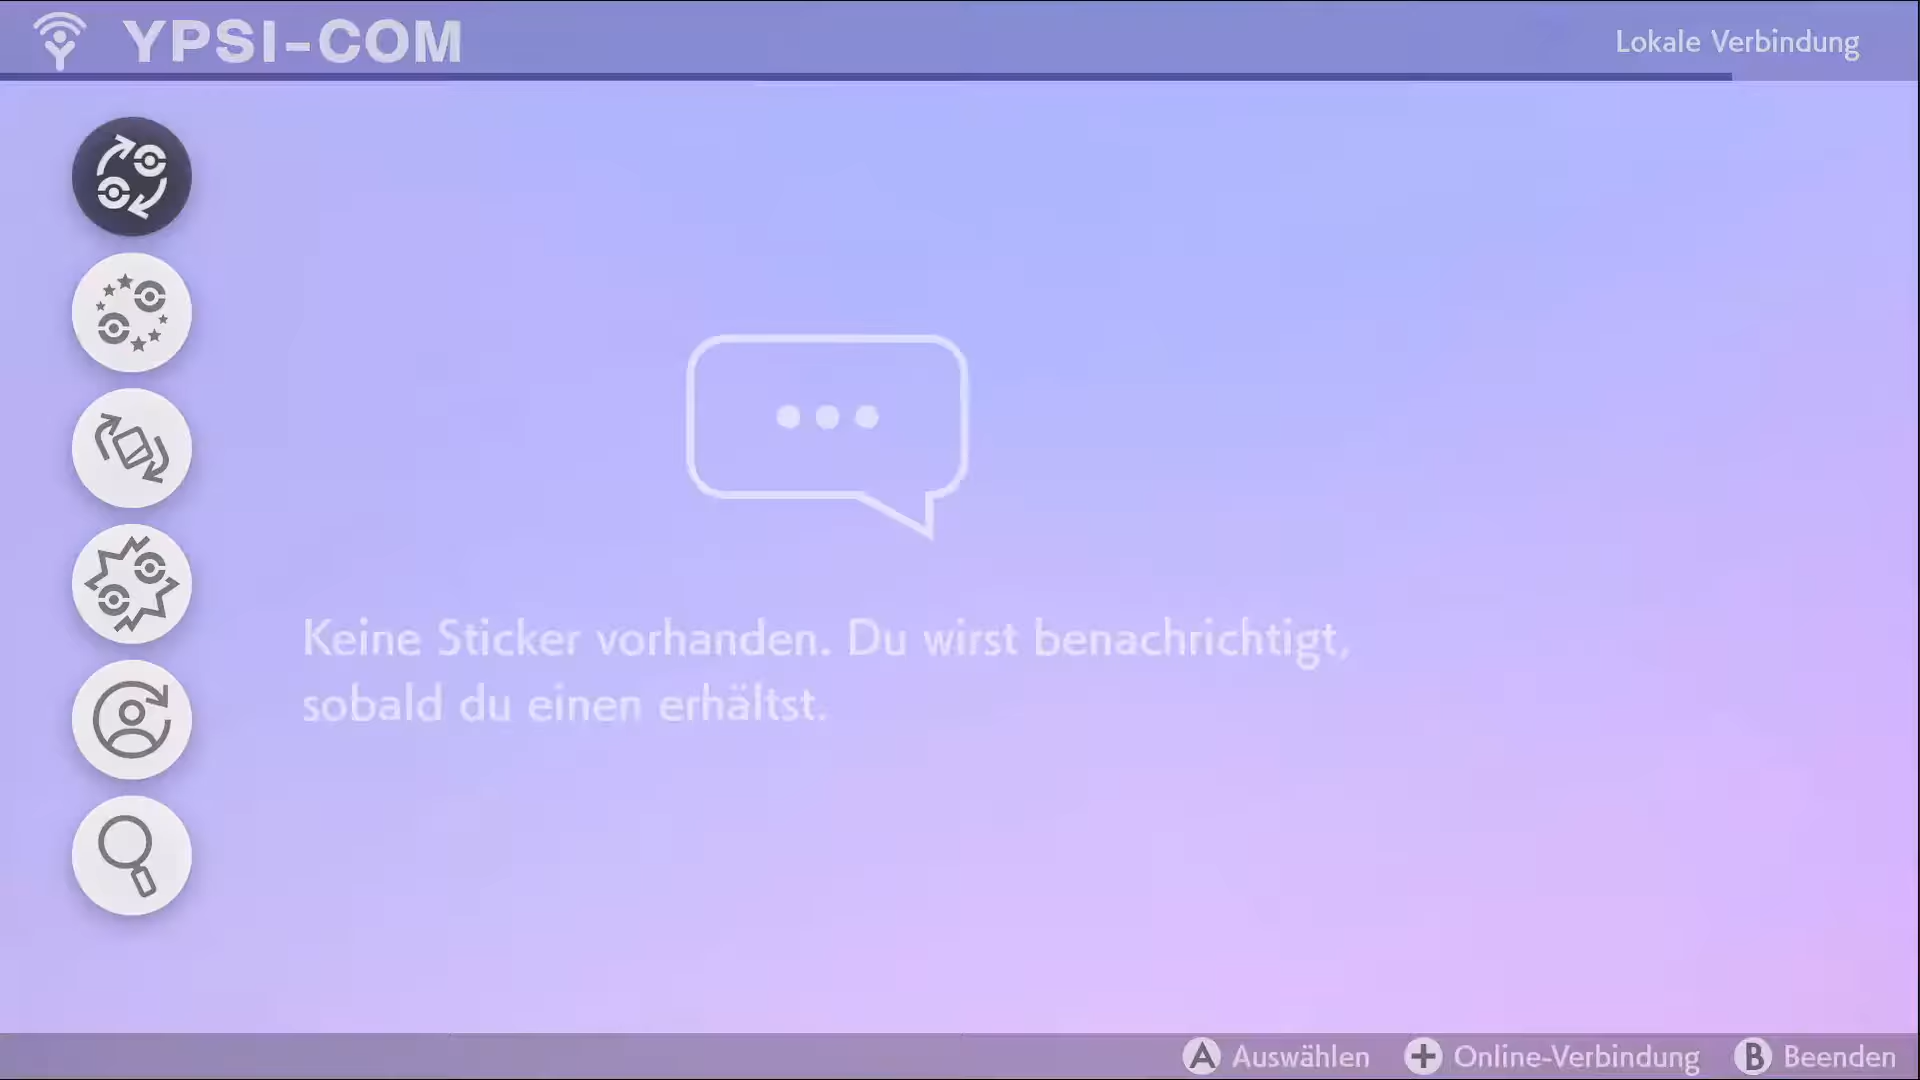 YPSI-COM
Lokale Verbindung
Keine Sticker vorhanden. Du wirst benachrichtigt,
sobald du einen erhältst.
A Auswählen + Online-Verbindung B Beenden